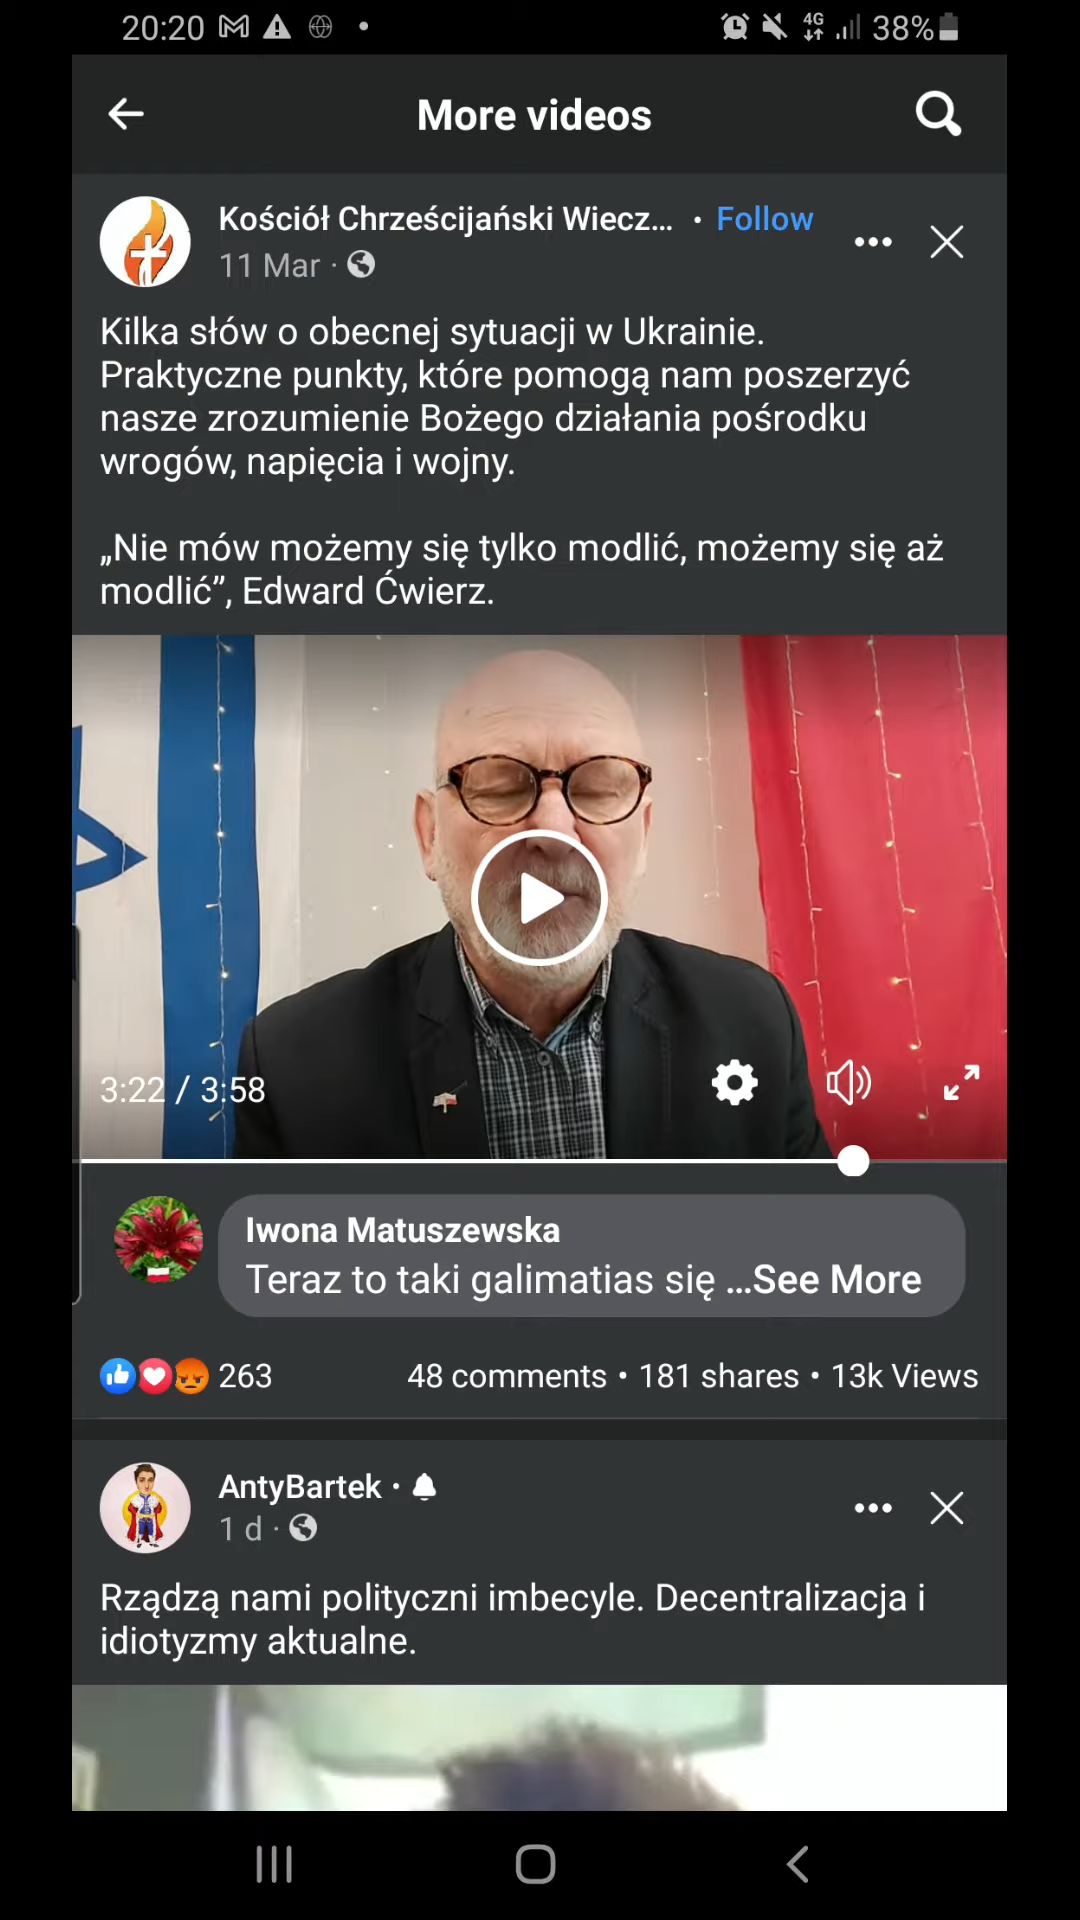 20:20 4G 38%
More videos
Kościół Chrześcijański Wiecz... • Follow
11 Mar ·
Kilka słów o obecnej sytuacji w Ukrainie.
Praktyczne punkty, które pomogą nam poszerzyć
nasze zrozumienie Bożego działania pośrodku
wrogów, napięcia i wojny.
„Nie mów możemy się tylko modlić, możemy się aż
modlić”, Edward Ćwierz.
3:22 / 3:58
Iwona Matuszewska
Teraz to taki galimatias się ...See More
263 48 comments • 181 shares • 13k Views
AntyBartek ·
1 d ·
Rządzą nami polityczni imbecyle. Decentralizacja i
idiotyzmy aktualne.